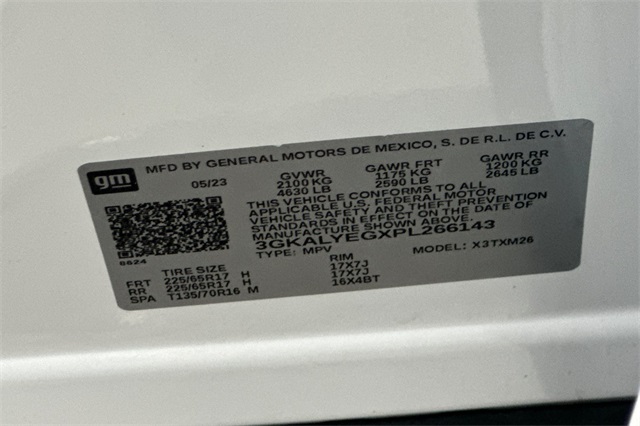 gm MFD BY GENERAL MOTORS DE MEXICO, S. DE R.L. DE C.V.
05/23 GVWR GAWR FRT GAWR RR
2100 KG 1175 KG 1200 KG
4630 LB 2590 LB 2645 LB
THIS VEHICLE CONFORMS TO ALL
APPLICABLE U.S. FEDERAL MOTOR
VEHICLE SAFETY AND THEFT PREVENTION
STANDARDS IN EFFECT ON THE DATE OF
MANUFACTURE SHOWN ABOVE.
3GKALYEGXPL266143
6624 TYPE: MPV MODEL: X3TXM26
TIRE SIZE RIM
FRT 225/65R17 H 17X7J
RR 225/65R17 H 17X7J
SPA T135/70R16 M 16X4BT